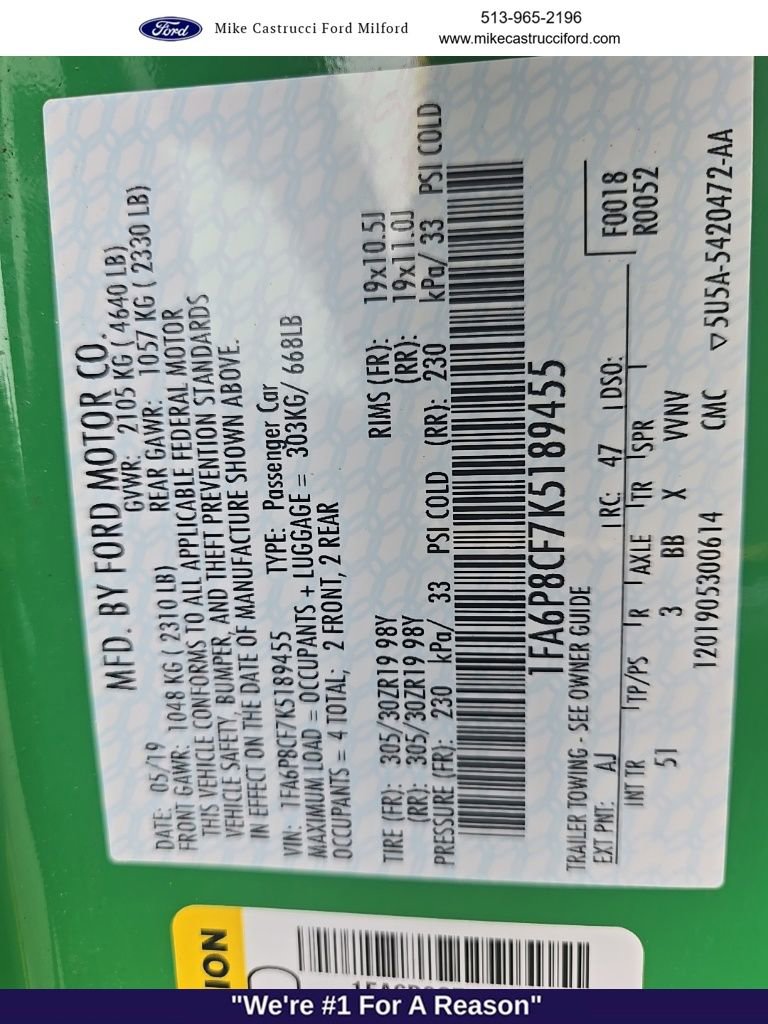 Ford
Mike Castrucci Ford Milford
513-965-2196
www.mikecastrucciford.com
MFD. BY FORD MOTOR CO.
DATE: 05/19 GVWR: 2105 KG ( 4640 LB)
FRONT GAWR: 1048 KG ( 2310 LB) REAR GAWR: 1057 KG ( 2330 LB)
THIS VEHICLE CONFORMS TO ALL APPLICABLE FEDERAL MOTOR
VEHICLE SAFETY, BUMPER, AND THEFT PREVENTION STANDARDS
IN EFFECT ON THE DATE OF MANUFACTURE SHOWN ABOVE.
VIN: 1FA6P8CF7K5189455 TYPE: Passenger Car
MAXIMUM LOAD = OCCUPANTS + LUGGAGE = 303KG/ 668LB
OCCUPANTS = 4 TOTAL; 2 FRONT, 2 REAR
TIRE (FR): 305/30ZR19 98Y RIMS (FR): 19x10.5J
(RR): 305/30ZR19 98Y (RR): 19x11.0J
PRESSURE (FR): 230 kPa/ 33 PSI COLD (RR): 230 kPa/ 33 PSI COLD
1FA6P8CF7K5189455
TRAILER TOWING - SEE OWNER GUIDE
F0018
R0052
EXT PNT: AJ RC: 47 DSO:
INT TR TP/PS R AXLE TR SPR
51 3 BB X WNV
1201905300614 CMC ▽5U5A-5420472-AA
"We're #1 For A Reason"